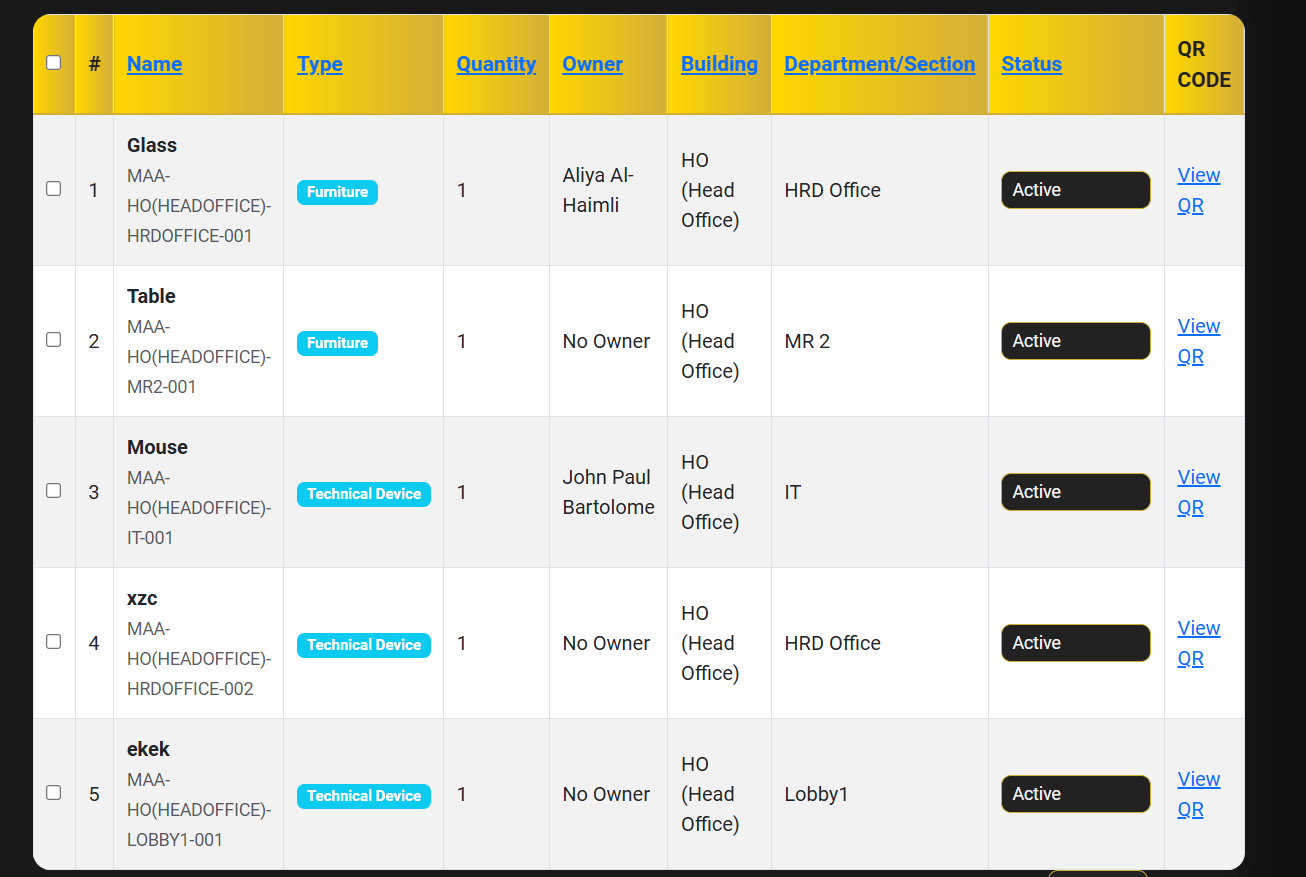 # Name Type Quantity Owner Building Department/Section Status QR CODE
Glass
MAA-
HO(HEADOFFICE)-
HRDOFFICE-001
1 Furniture 1 Aliya Al-
Haimli
HO
(Head
Office)
HRD Office Active View
QR
Table
MAA-
HO(HEADOFFICE)-
MR2-001
2 Furniture 1 No Owner HO
(Head
Office)
MR 2 Active View
QR
Mouse
MAA-
HO(HEADOFFICE)-
IT-001
3 Technical Device 1 John Paul
Bartolome
HO
(Head
Office)
IT Active View
QR
xzc
MAA-
HO(HEADOFFICE)-
HRDOFFICE-002
4 Technical Device 1 No Owner HO
(Head
Office)
HRD Office Active View
QR
ekek
MAA-
HO(HEADOFFICE)-
LOBBY1-001
5 Technical Device 1 No Owner HO
(Head
Office)
Lobby1 Active View
QR